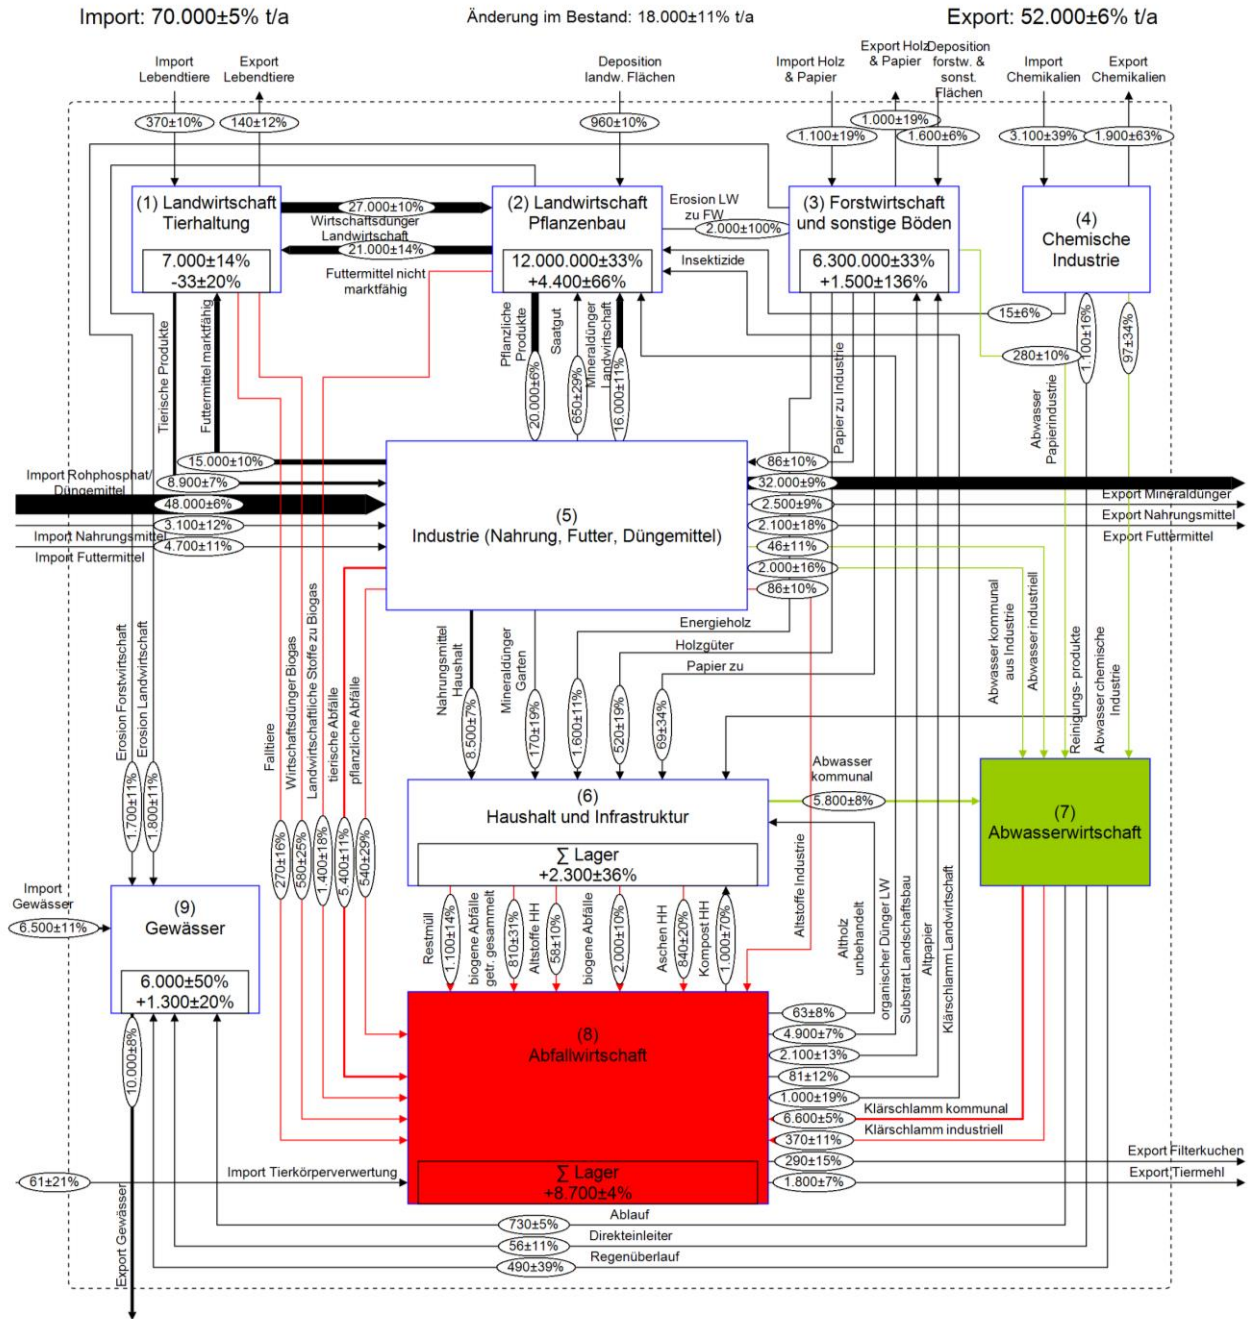 Import: 70.000±5% t/a
Änderung im Bestand: 18.000±11% t/a
Export: 52.000±6% t/a
Import
Lebendtiere
Export
Lebendtiere
Deposition
landw. Flächen
Import Holz
& Papier
Export Holz
& Papier
Deposition
forstw. &
sonst.
Flächen
Import
Chemikalien
Export
Chemikalien
370±10%
140±12%
960±10%
1.100±19%
1.000±19%
1.600±6%
3.100±39%
1.900±63%
(1) Landwirtschaft
Tierhaltung
7.000±14%
-33±20%
27.000±10%
Wirtschaftsdünger
Landwirtschaft
21.000±14%
Futtermittel nicht
marktfähig
(2) Landwirtschaft
Pflanzenbau
12.000.000±33%
+4.400±66%
Erosion LW
zu FW
2.000±100%
Insektizide
(3) Forstwirtschaft
und sonstige Böden
6.300.000±33%
+1.500±136%
(4)
Chemische
Industrie
15±6%
1.100±16%
97±34%
280±10%
Tierische Produkte
Futtermittel marktfähig
Pflanzliche
Produkte
20.000±6%
Saatgut
650±29%
Mineraldünger
Landwirtschaft
16.000±11%
Papier zu Industrie
Abwasser
Papierindustrie
Import Rohphosphat/
Düngemittel
15.000±10%
8.900±7%
48.000±6%
3.100±12%
Import Nahrungsmittel
4.700±11%
Import Futtermittel
(5)
Industrie (Nahrung, Futter, Düngemittel)
86±10%
32.000±9%
Export Mineraldünger
2.500±9%
Export Nahrungsmittel
2.100±18%
Export Futtermittel
46±11%
2.000±16%
86±10%
Energieholz
Holzgüter
Papier zu
Erosion Forstwirtschaft
1.700±11%
Erosion Landwirtschaft
1.800±11%
Falltiere
270±16%
Wirtschaftsdünger Biogas
580±25%
Landwirtschaftliche Stoffe zu Biogas
1.400±18%
tierische Abfälle
5.400±11%
pflanzliche Abfälle
540±29%
Nahrungsmittel
Haushalt
8.500±7%
Mineraldünger
Garten
170±19%
1.600±11%
520±19%
69±34%
Abwasser kommunal
aus Industrie
Abwasser industriell
Reinigungs- produkte
Abwasser chemische
Industrie
(6)
Haushalt und Infrastruktur
∑ Lager
+2.300±36%
Abwasser
kommunal
5.800±8%
(7)
Abwasserwirtschaft
Import
Gewässer
6.500±11%
(9)
Gewässer
6.000±50%
+1.300±20%
10.000±8%
Export Gewässer
Restmüll
1.100±14%
biogene Abfälle
getr. gesammelt
810±31%
Altstoffe HH
58±10%
biogene Abfälle
2.000±10%
Aschen HH
840±20%
Kompost HH
1.000±70%
Altstoffe Industrie
Altholz
unbehandelt
organischer Dünger LW
Substrat Landschaftsbau
Altpapier
Klärschlamm Landwirtschaft
(8)
Abfallwirtschaft
∑ Lager
+8.700±4%
63±8%
4.900±7%
2.100±13%
81±12%
1.000±19%
6.600±5%
Klärschlamm kommunal
370±11%
Klärschlamm industriell
290±15%
Export Filterkuchen
1.800±7%
Export Tiermehl
61±21%
Import Tierkörperverwertung
Ablauf
730±5%
Direkteinleiter
56±11%
Regenüberlauf
490±39%